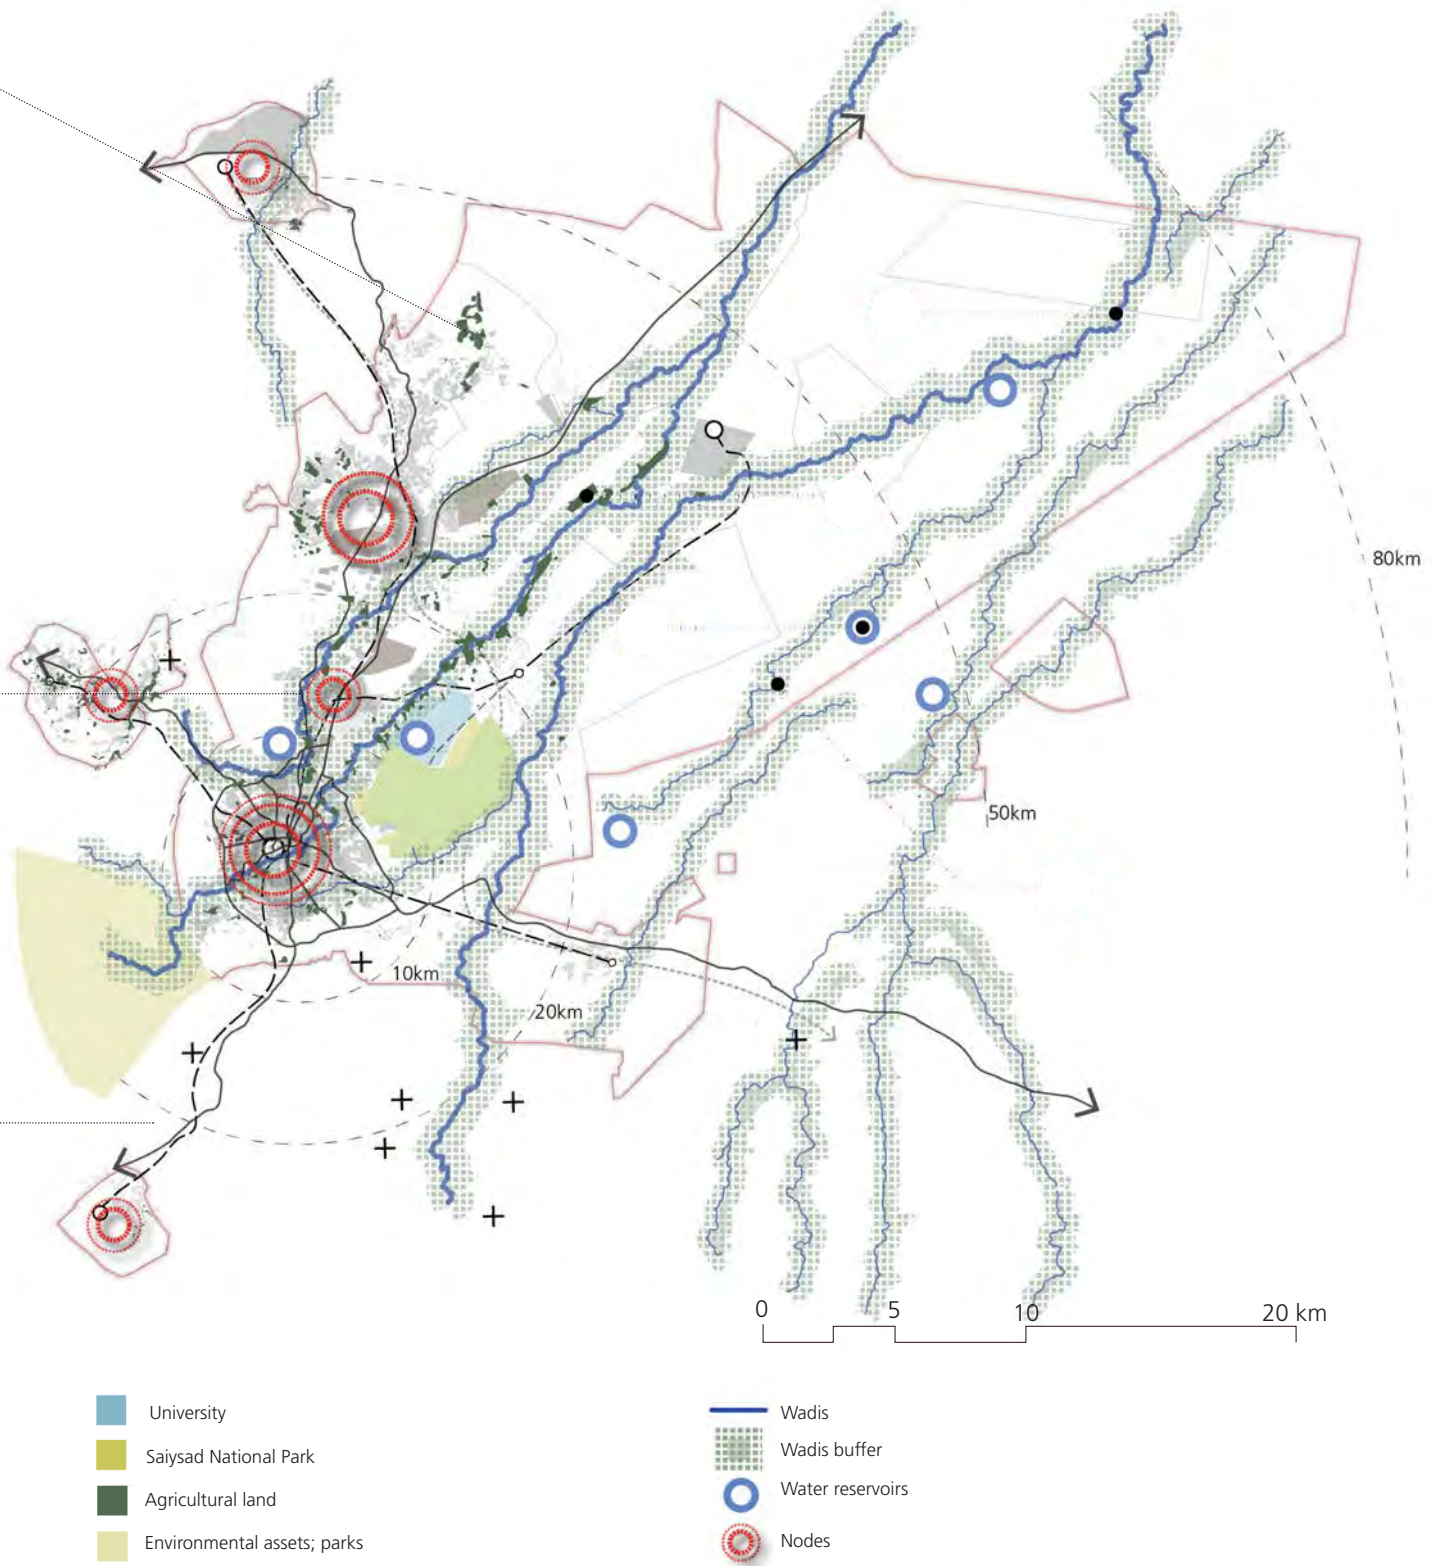 80km
50km
10km
20km
0 5 10 20 km
University
Saiysad National Park
Agricultural land
Environmental assets; parks
Wadis
Wadis buffer
Water reservoirs
Nodes